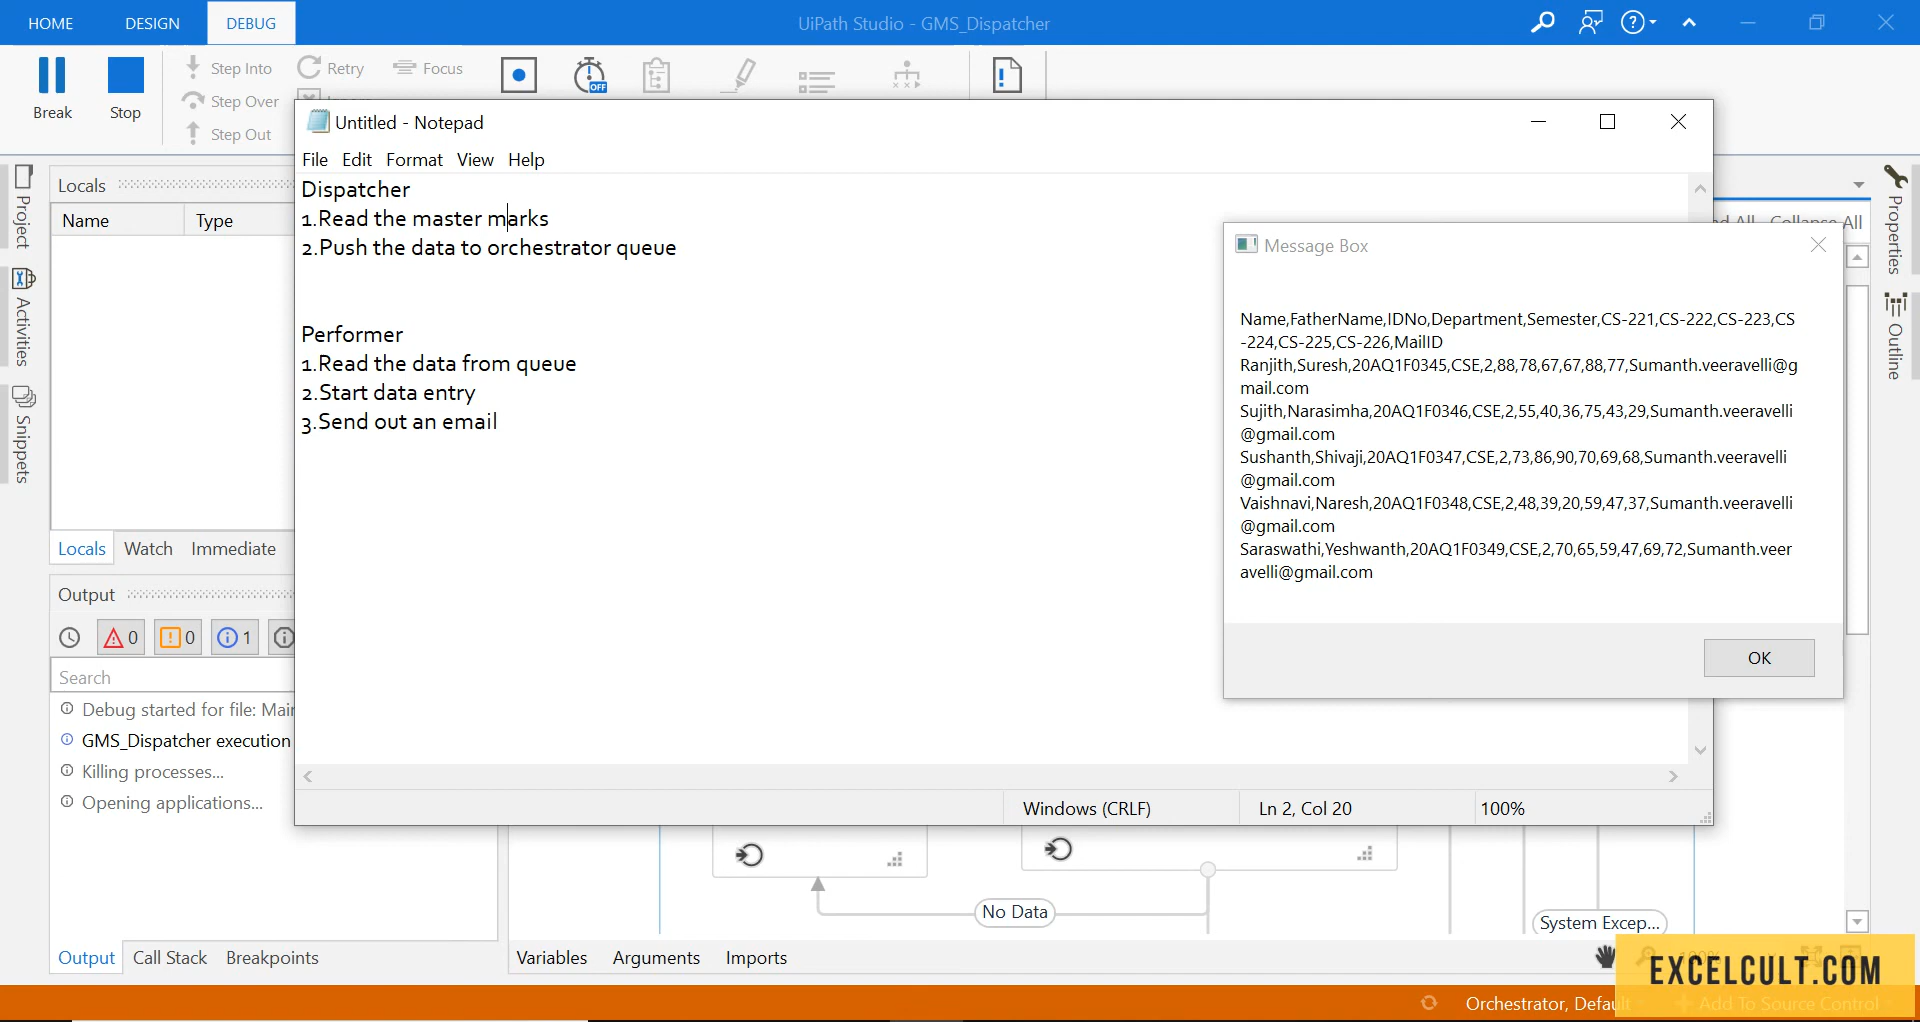 HOME DESIGN DEBUG UiPath Studio - GMS_Dispatcher
Break Stop Step Into Retry Focus
Step Over
Step Out
OFF
Untitled - Notepad
File Edit Format View Help
Dispatcher
1.Read the master marks
2.Push the data to orchestrator queue
Performer
1.Read the data from queue
2.Start data entry
3.Send out an email
Windows (CRLF) Ln 2, Col 20 100%
Project
Activities
Snippets
Locals
Name Type
Locals Watch Immediate
Output
0 0 1
Search
Debug started for file: Mai
GMS_Dispatcher execution
Killing processes...
Opening applications...
Output Call Stack Breakpoints
Collapse All
Properties
Outline
Message Box
Name,FatherName,IDNo,Department,Semester,CS-221,CS-222,CS-223,CS
-224,CS-225,CS-226,MailID
Ranjith,Suresh,20AQ1F0345,CSE,2,88,78,67,67,88,77,Sumanth.veeravelli@g
mail.com
Sujith,Narasimha,20AQ1F0346,CSE,2,55,40,36,75,43,29,Sumanth.veeravelli
@gmail.com
Sushanth,Shivaji,20AQ1F0347,CSE,2,73,86,90,70,69,68,Sumanth.veeravelli
@gmail.com
Vaishnavi,Naresh,20AQ1F0348,CSE,2,48,39,20,59,47,37,Sumanth.veeravelli
@gmail.com
Saraswathi,Yeshwanth,20AQ1F0349,CSE,2,70,65,59,47,69,72,Sumanth.veer
avelli@gmail.com
OK
No Data
System Excep...
Variables Arguments Imports
EXCELCULT.COM
Orchestrator, Default Add To Source Control